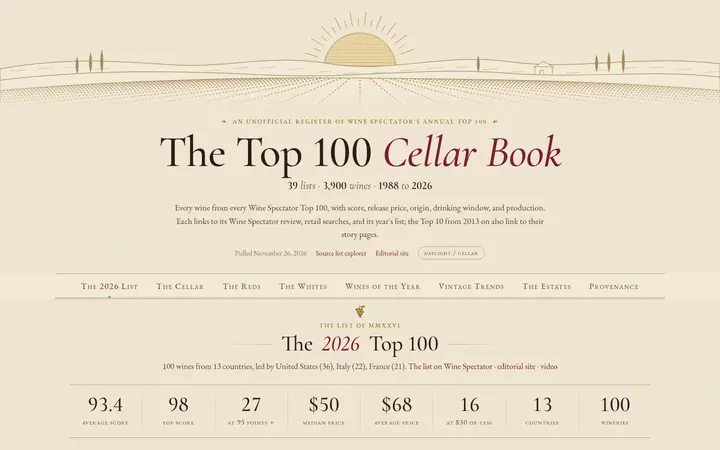 AN UNOFFICIAL REGISTER OF WINE SPECTATOR'S ANNUAL TOP 100
The Top 100 Cellar Book
39 lists · 3,900 wines · 1988 to 2026
Every wine from every Wine Spectator Top 100, with score, release price, origin, drinking window, and production.
Each links to its Wine Spectator review, retail searches, and its year's list; the Top 10 from 2013 on also link to their
story pages.
Pulled November 26, 2026 Source list explorer Editorial site DAYLIGHT / CELLAR
THE 2026 LIST THE CELLAR THE REDS THE WHITES WINES OF THE YEAR VINTAGE TRENDS THE ESTATES PROVENANCE
THE LIST OF MMXXVI
The 2026 Top 100
100 wines from 13 countries, led by United States (36), Italy (22), France (21). The list on Wine Spectator · editorial site · video
93.4 98 27 $50 $68 16 13 100
AVERAGE SCORE TOP SCORE AT 95 POINTS + MEDIAN PRICE AVERAGE PRICE AT $30 OR LESS COUNTRIES WINERIES